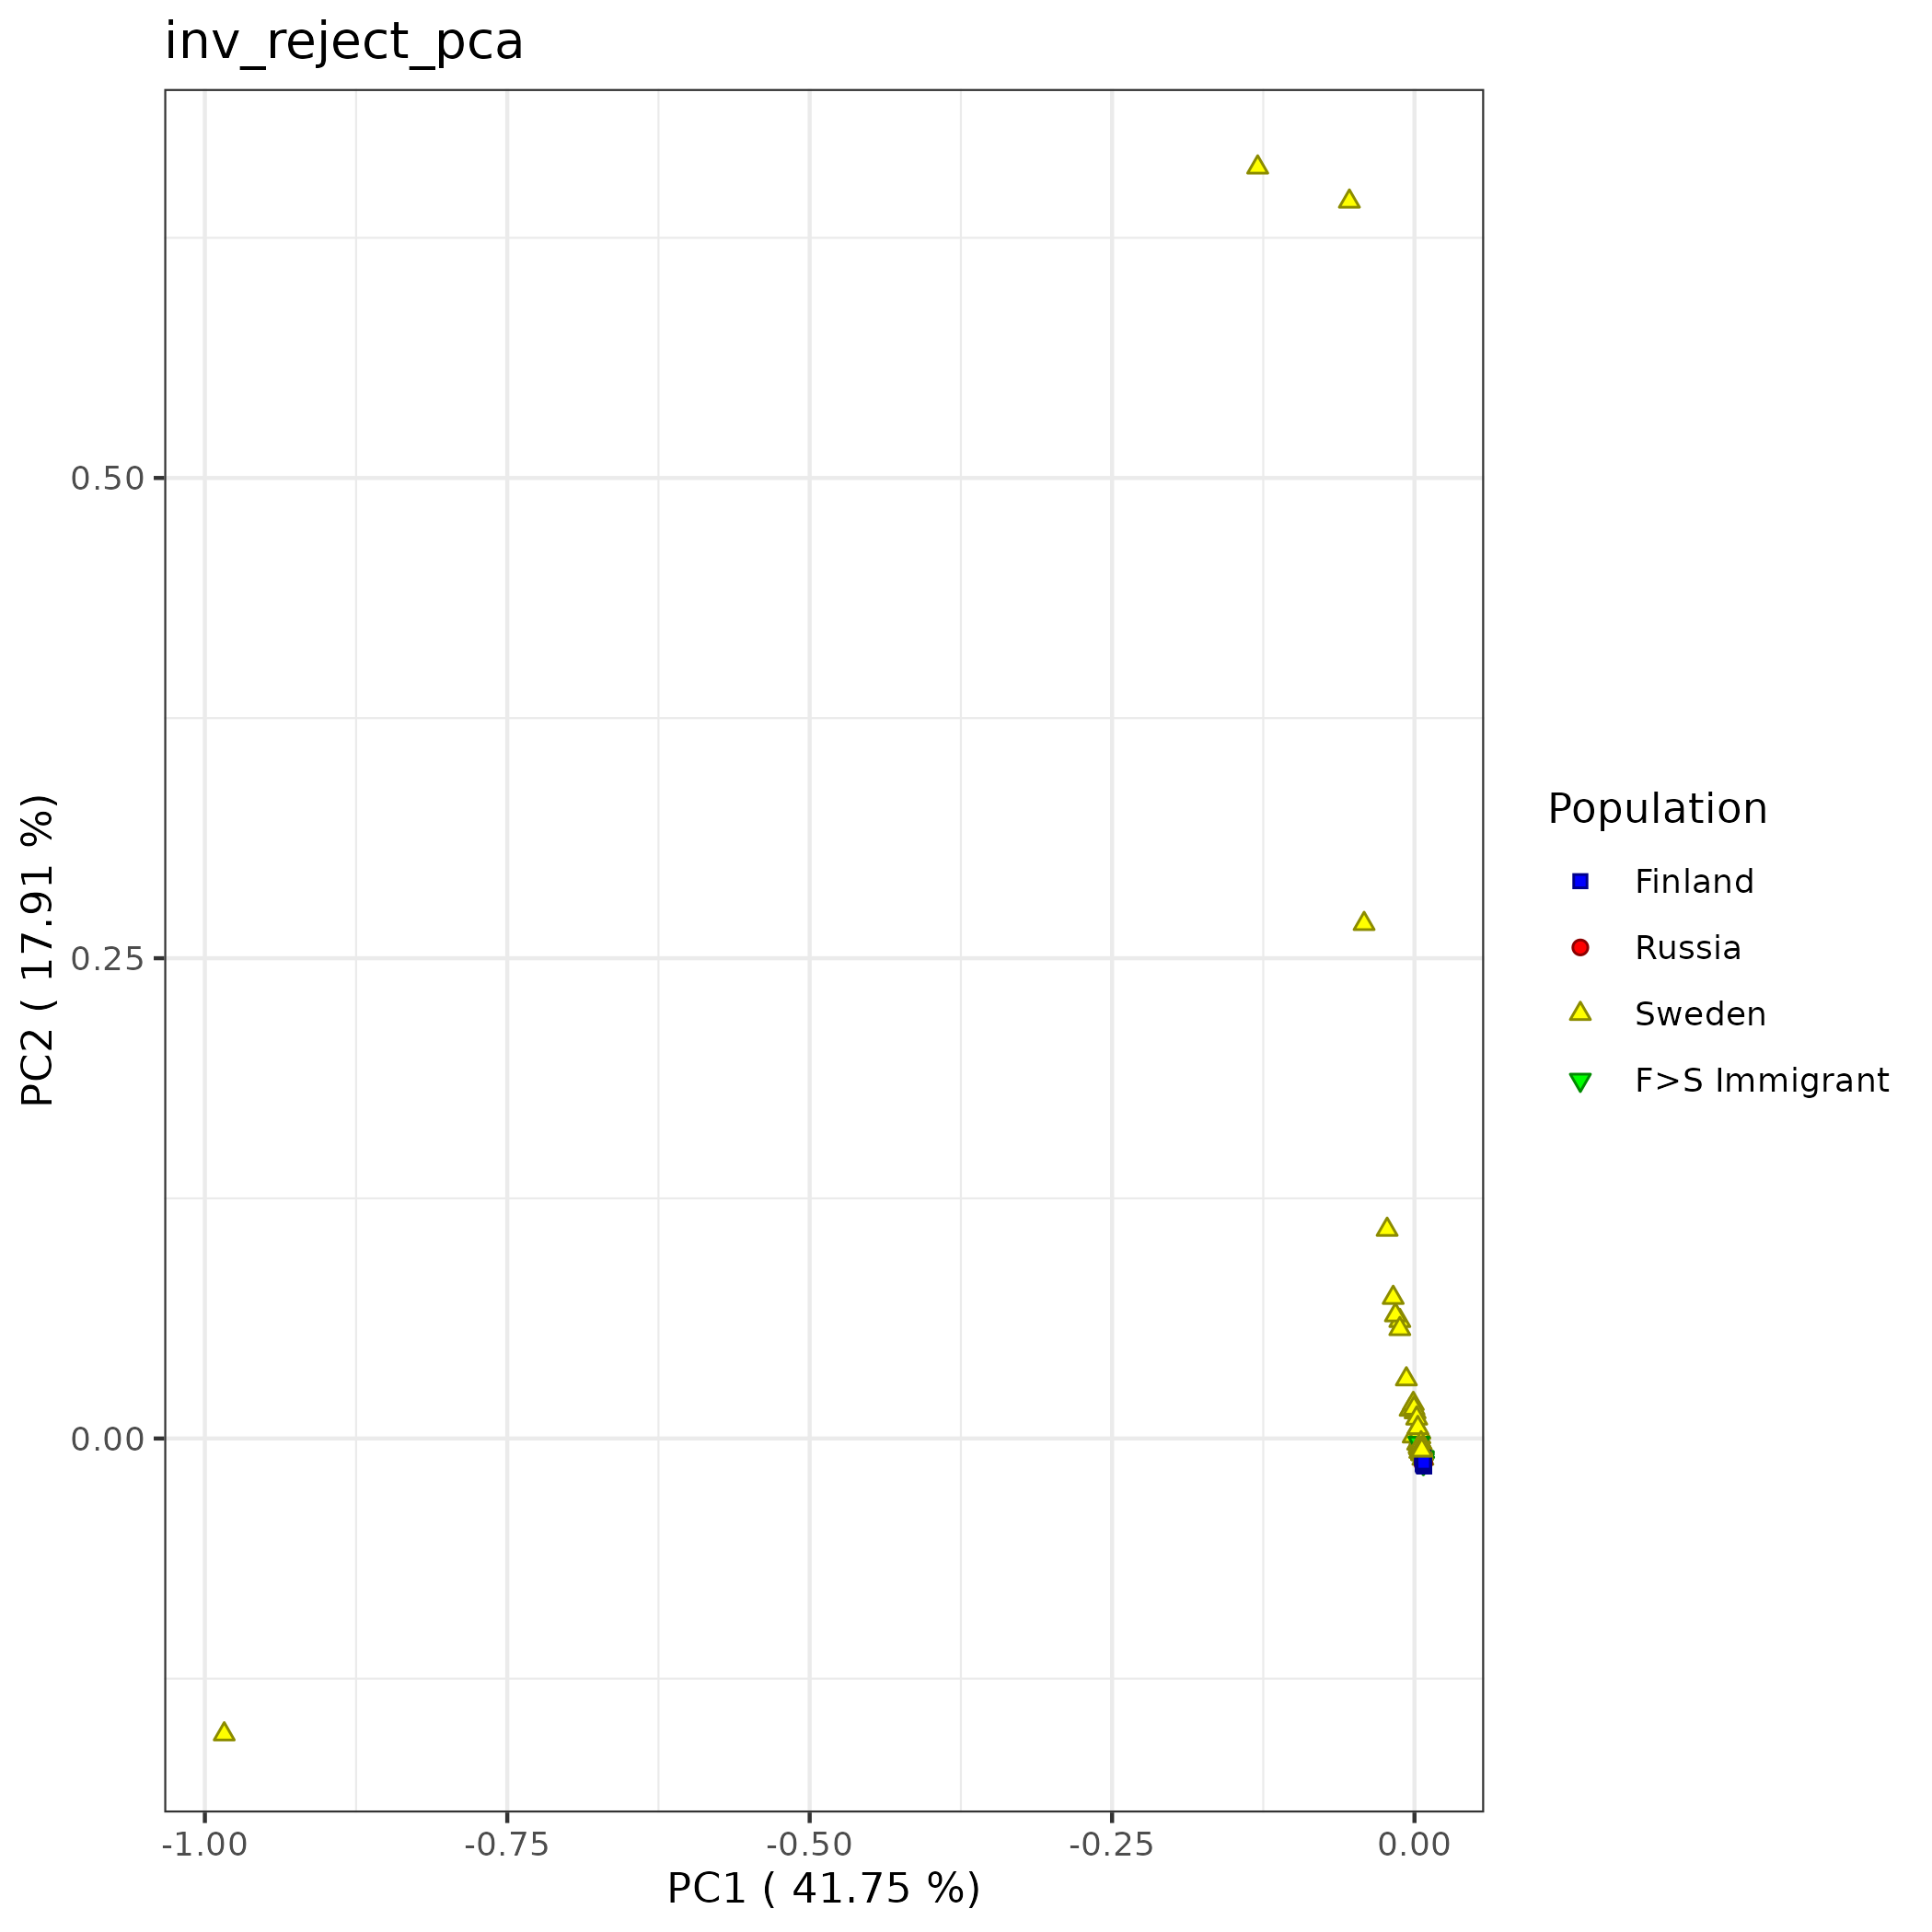 inv_reject_pca
PC2 ( 17.91 %)
0.50
0.25
0.00
-1.00
-0.75
-0.50
-0.25
0.00
PC1 ( 41.75 %)
Population
Finland
Russia
Sweden
F>S Immigrant